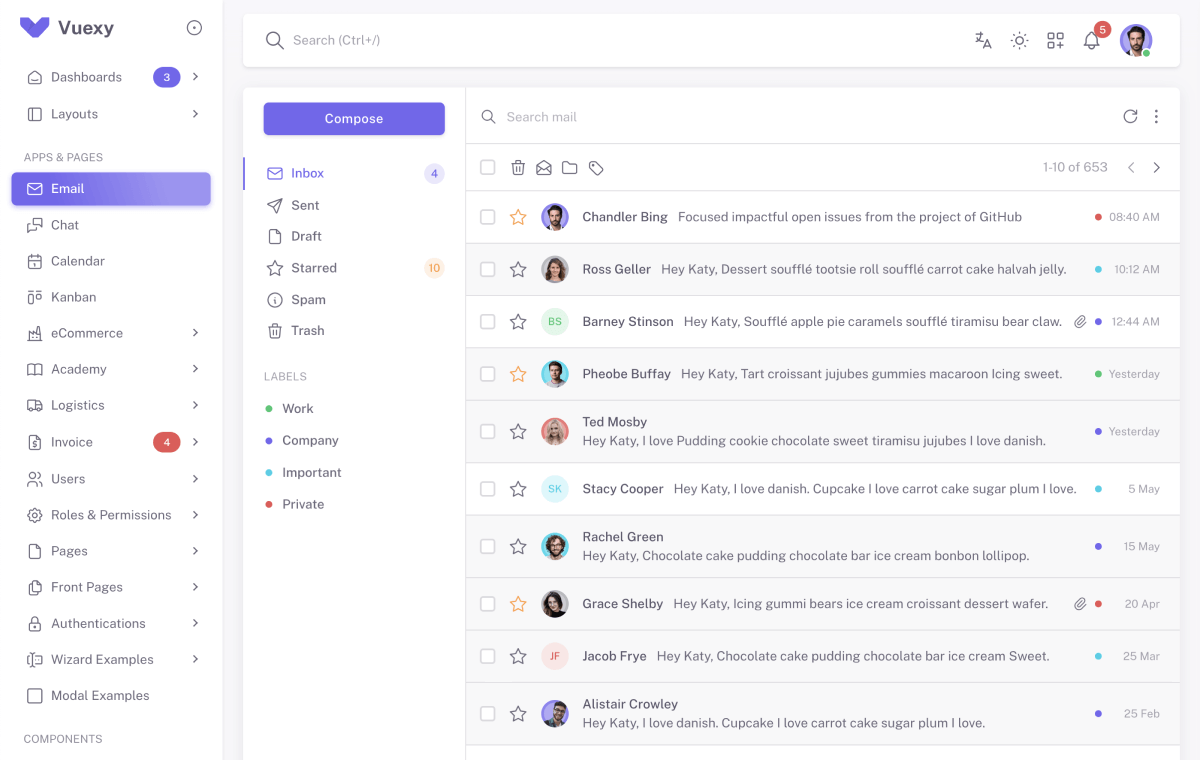 Vuexy
Dashboards 3
Layouts
APPS & PAGES
Email
Chat
Calendar
Kanban
eCommerce
Academy
Logistics
Invoice 4
Users
Roles & Permissions
Pages
Front Pages
Authentications
Wizard Examples
Modal Examples
COMPONENTS
Search (Ctrl+/)
5
Compose
Inbox 4
Sent
Draft
Starred 10
Spam
Trash
LABELS
Work
Company
Important
Private
Search mail
1-10 of 653
Chandler Bing Focused impactful open issues from the project of GitHub 08:40 AM
Ross Geller Hey Katy, Dessert soufflé tootsie roll soufflé carrot cake halvah jelly. 10:12 AM
BS Barney Stinson Hey Katy, Soufflé apple pie caramels soufflé tiramisu bear claw. 12:44 AM
Pheobe Buffay Hey Katy, Tart croissant jujubes gummies macaroon Icing sweet. Yesterday
Ted Mosby
Hey Katy, I love Pudding cookie chocolate sweet tiramisu jujubes I love danish. Yesterday
SK Stacy Cooper Hey Katy, I love danish. Cupcake I love carrot cake sugar plum I love. 5 May
Rachel Green
Hey Katy, Chocolate cake pudding chocolate bar ice cream bonbon lollipop. 15 May
Grace Shelby Hey Katy, Icing gummi bears ice cream croissant dessert wafer. 20 Apr
JF Jacob Frye Hey Katy, Chocolate cake pudding chocolate bar ice cream Sweet. 25 Mar
Alistair Crowley
Hey Katy, I love danish. Cupcake I love carrot cake sugar plum I love. 25 Feb